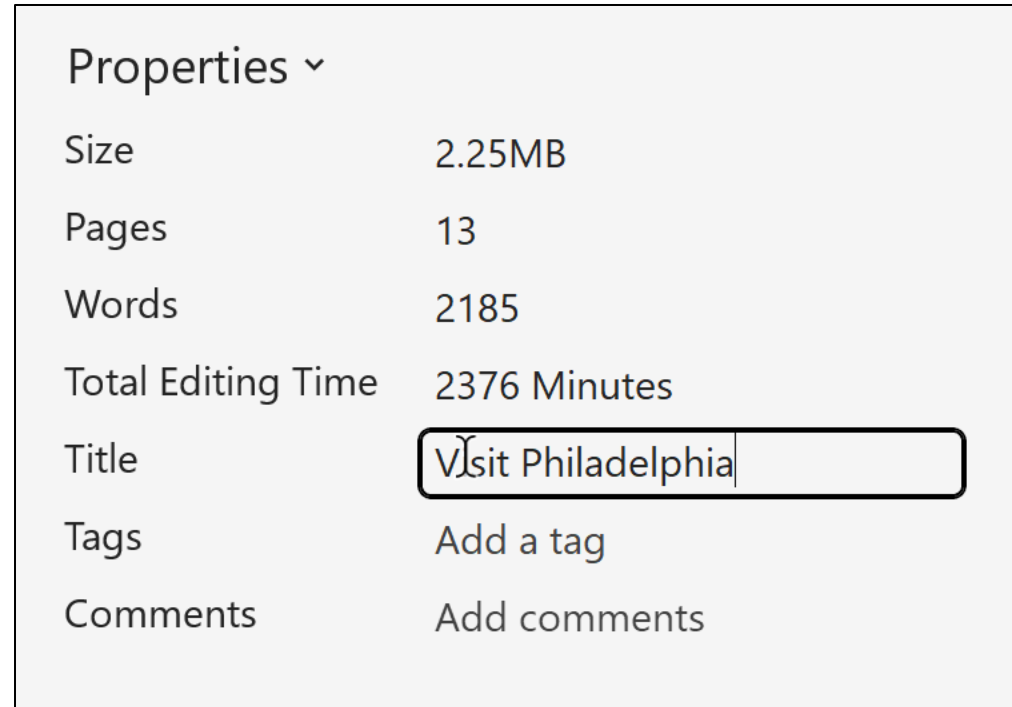 Properties
Size 2.25MB
Pages 13
Words 2185
Total Editing Time 2376 Minutes
Title Visit Philadelphia
Tags Add a tag
Comments Add comments